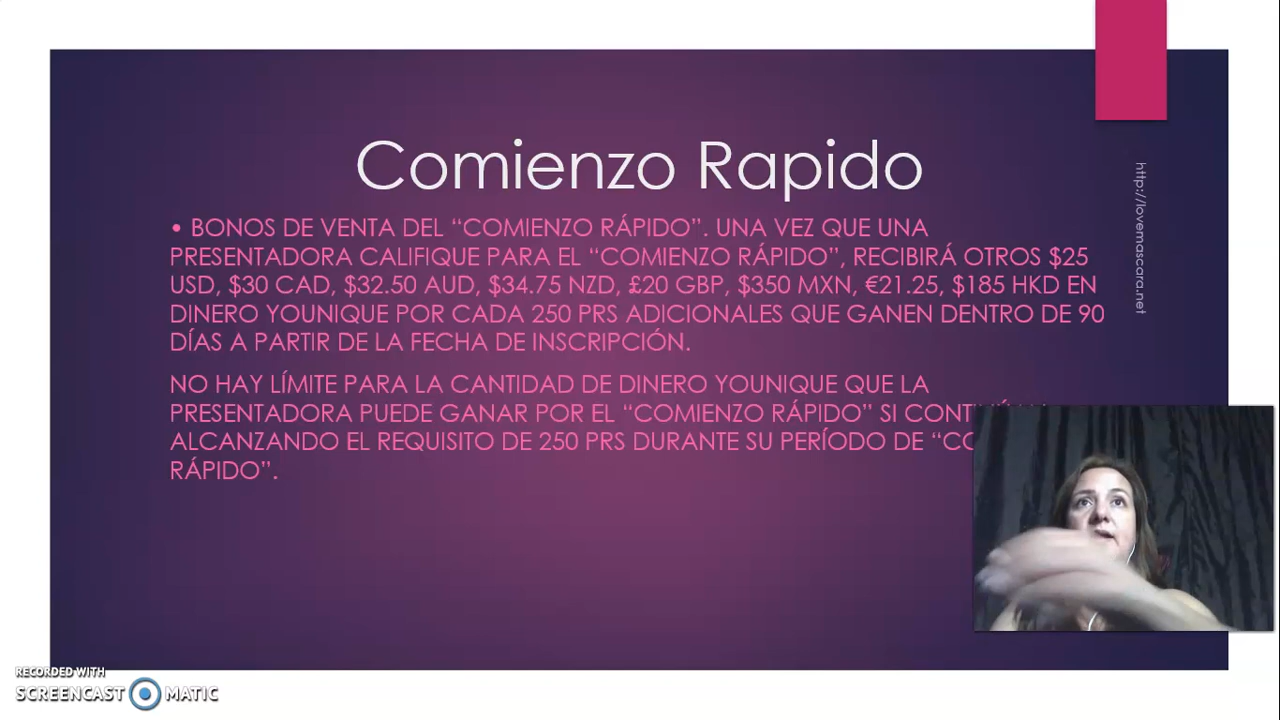 Comienzo Rapido
• BONOS DE VENTA DEL “COMIENZO RÁPIDO”. UNA VEZ QUE UNA
PRESENTADORA CALIFIQUE PARA EL “COMIENZO RÁPIDO”, RECIBIRÁ OTROS $25
USD, $30 CAD, $32.50 AUD, $34.75 NZD, £20 GBP, $350 MXN, €21.25, $185 HKD EN
DINERO YOUNIQUE POR CADA 250 PRS ADICIONALES QUE GANEN DENTRO DE 90
DÍAS A PARTIR DE LA FECHA DE INSCRIPCIÓN.
NO HAY LÍMITE PARA LA CANTIDAD DE DINERO YOUNIQUE QUE LA
PRESENTADORA PUEDE GANAR POR EL “COMIENZO RÁPIDO” SI
ALCANZANDO EL REQUISITO DE 250 PRS DURANTE SU PERÍODO DE
RÁPIDO”.
http://lovemascara.net
RECORDED WITH
SCREENCAST MATIC